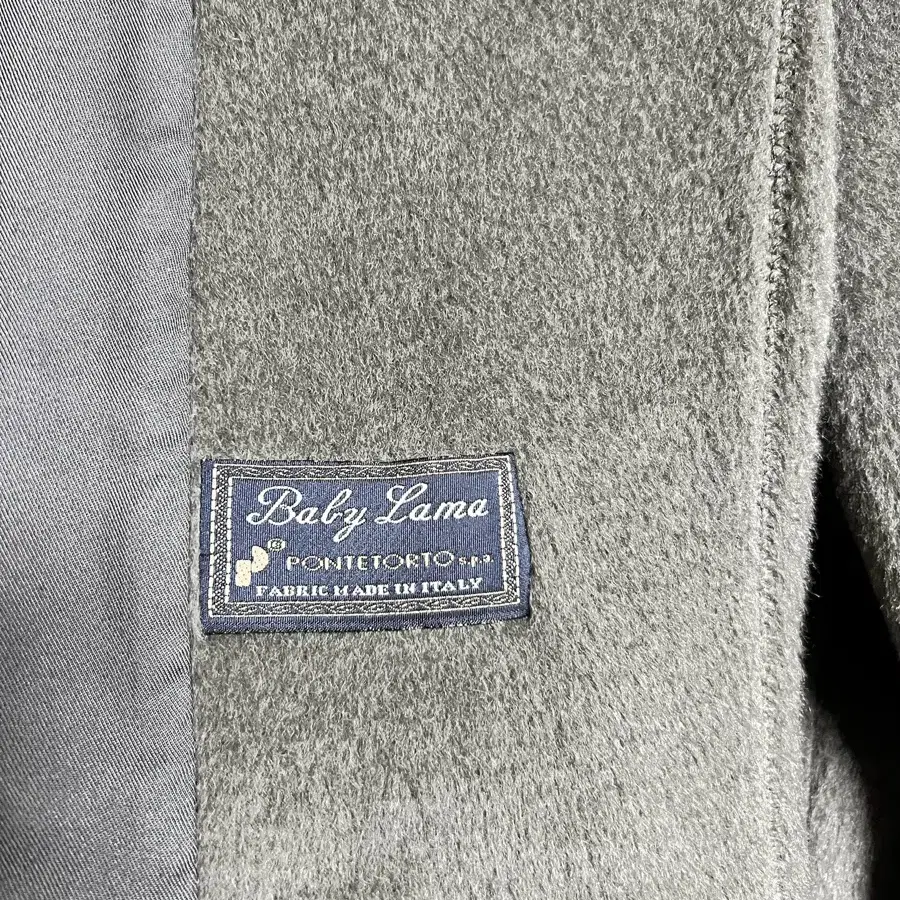 Baby Lama
® PONTETORTO s.p.a.
FABRIC MADE IN ITALY